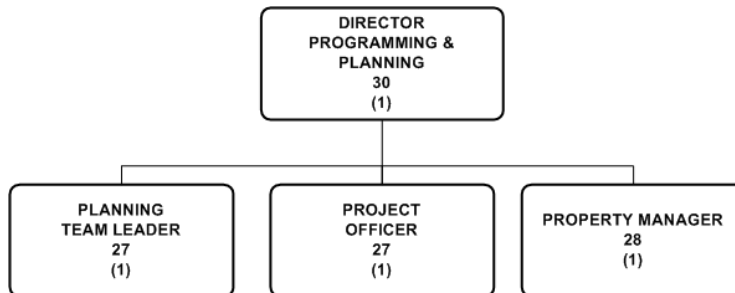 DIRECTOR
PROGRAMMING &
PLANNING
30
(1)
PLANNING
TEAM LEADER
27
(1)
PROJECT
OFFICER
27
(1)
PROPERTY MANAGER
28
(1)